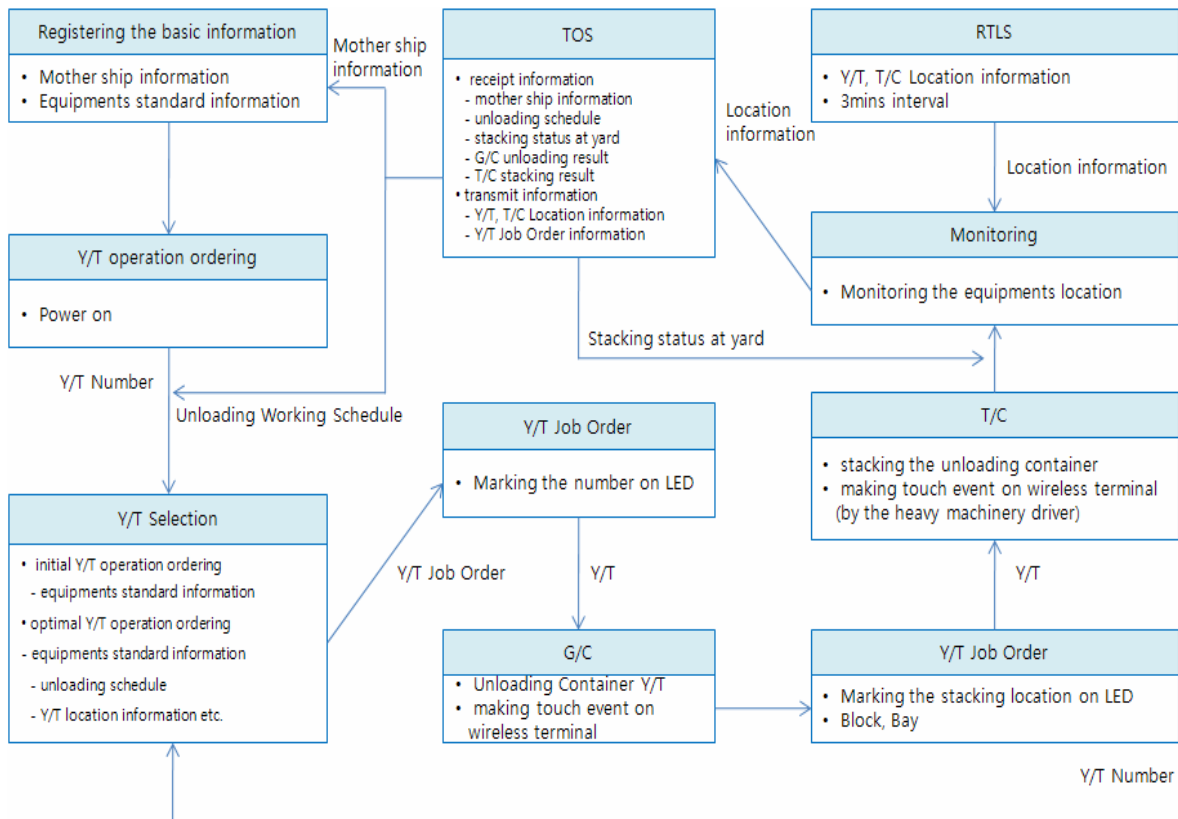 Registering the basic information
• Mother ship information
• Equipments standard information
Mother ship
information
TOS
• receipt information
- mother ship information
- unloading schedule
- stacking status at yard
- G/C unloading result
- T/C stacking result
• transmit information
- Y/T, T/C Location information
- Y/T Job Order information
RTLS
• Y/T, T/C Location information
• 3mins interval
Location
information
Location information
Y/T operation ordering
• Power on
Monitoring
• Monitoring the equipments location
Stacking status at yard
Y/T Number
Unloading Working Schedule
Y/T Job Order
• Marking the number on LED
T/C
• stacking the unloading container
• making touch event on wireless terminal
(by the heavy machinery driver)
Y/T Selection
• initial Y/T operation ordering
- equipments standard information
• optimal Y/T operation ordering
- equipments standard information
- unloading schedule
- Y/T location information etc.
Y/T Job Order
Y/T
Y/T
G/C
• Unloading Container Y/T
• making touch event on
wireless terminal
Y/T Job Order
• Marking the stacking location on LED
• Block, Bay
Y/T Number